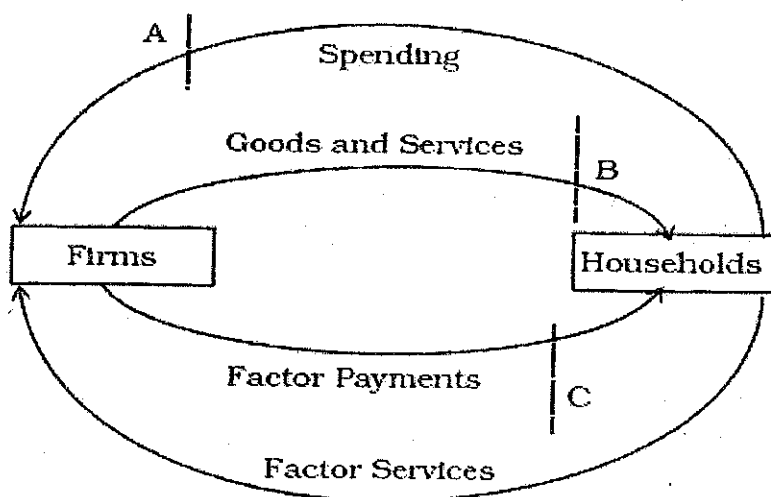 A
Spending
Goods and Services
B
Firms
Households
Factor Payments
C
Factor Services